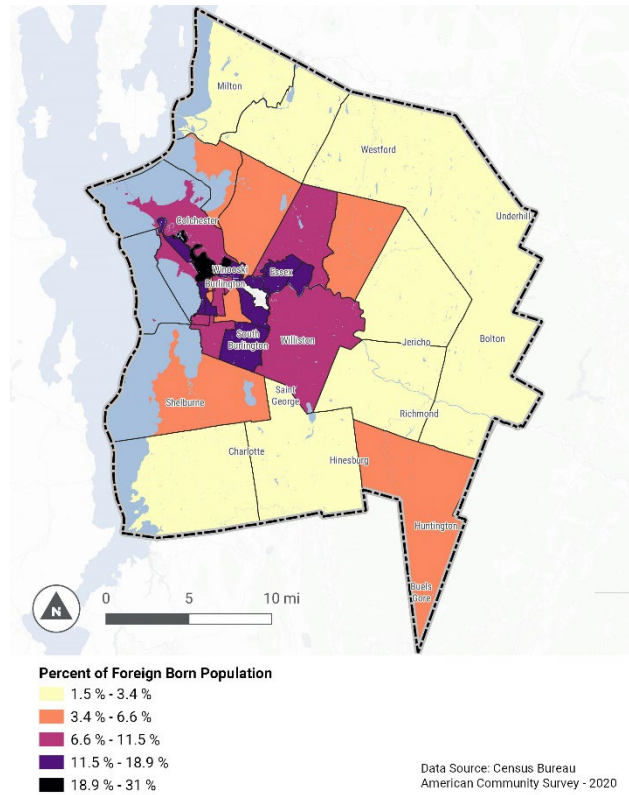 Milton
Westford
Underhill
Colchester
Winooski
Essex
Burlington
South
Burlington
Williston
Jericho
Bolton
Saint
George
Shelburne
Richmond
Charlotte
Hinesburg
Huntington
Buels
Gore
N
0 5 10 mi
Percent of Foreign Born Population
1.5 % - 3.4 %
3.4 % - 6.6 %
6.6 % - 11.5 %
11.5 % - 18.9 %
18.9 % - 31 %
Data Source: Census Bureau
American Community Survey - 2020